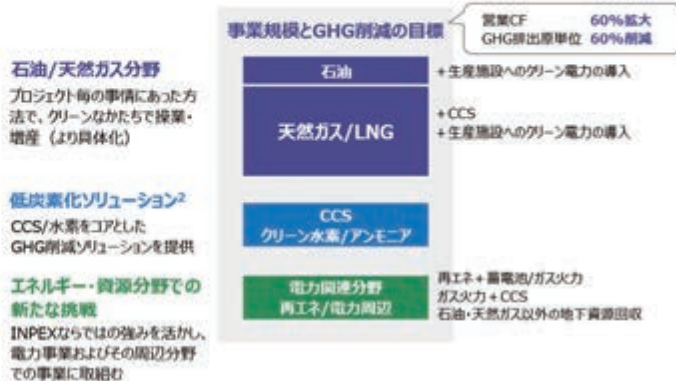 事業規模とGHG削減の目標
営業CF 60%拡大
GHG排出原単位 60%削減
石油/天然ガス分野
プロジェクト毎の事情にあった方
法で、クリーンなかたちで操業・
増産（より具体化）
石油
+生産施設へのグリーン電力の導入
天然ガス/LNG
+CCS
+生産施設へのグリーン電力の導入
低炭素化ソリューション2
CCS/水素をコアとした
GHG削減ソリューションを提供
CCS
クリーン水素/アンモニア
エネルギー・資源分野での
新たな挑戦
INPEXならではの強みを活かし、
電力事業およびその周辺分野
での事業に取組む
電力関連分野
再エネ/電力周辺
再エネ+蓄電池/ガス火力
ガス火力+CCS
石油・天然ガス以外の地下資源回収